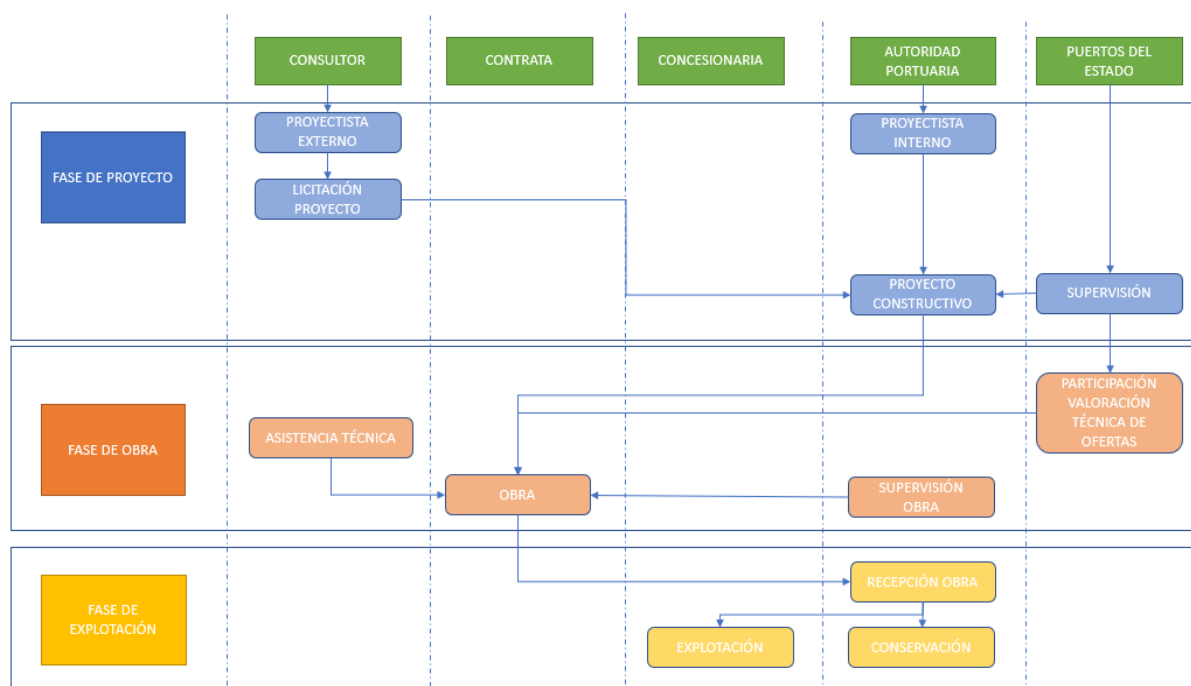 CONSULTOR
CONTRATA
CONCESIONARIA
AUTORIDAD
PORTUARIA
PUERTOS DEL
ESTADO
FASE DE PROYECTO
PROYECTISTA
EXTERNO
PROYECTISTA
INTERNO
LICITACIÓN
PROYECTO
PROYECTO
CONSTRUCTIVO
SUPERVISIÓN
FASE DE OBRA
PARTICIPACIÓN
VALORACIÓN
TÉCNICA DE
OFERTAS
ASISTENCIA TÉCNICA
OBRA
SUPERVISIÓN
OBRA
FASE DE
EXPLOTACIÓN
RECEPCIÓN OBRA
EXPLOTACIÓN
CONSERVACIÓN